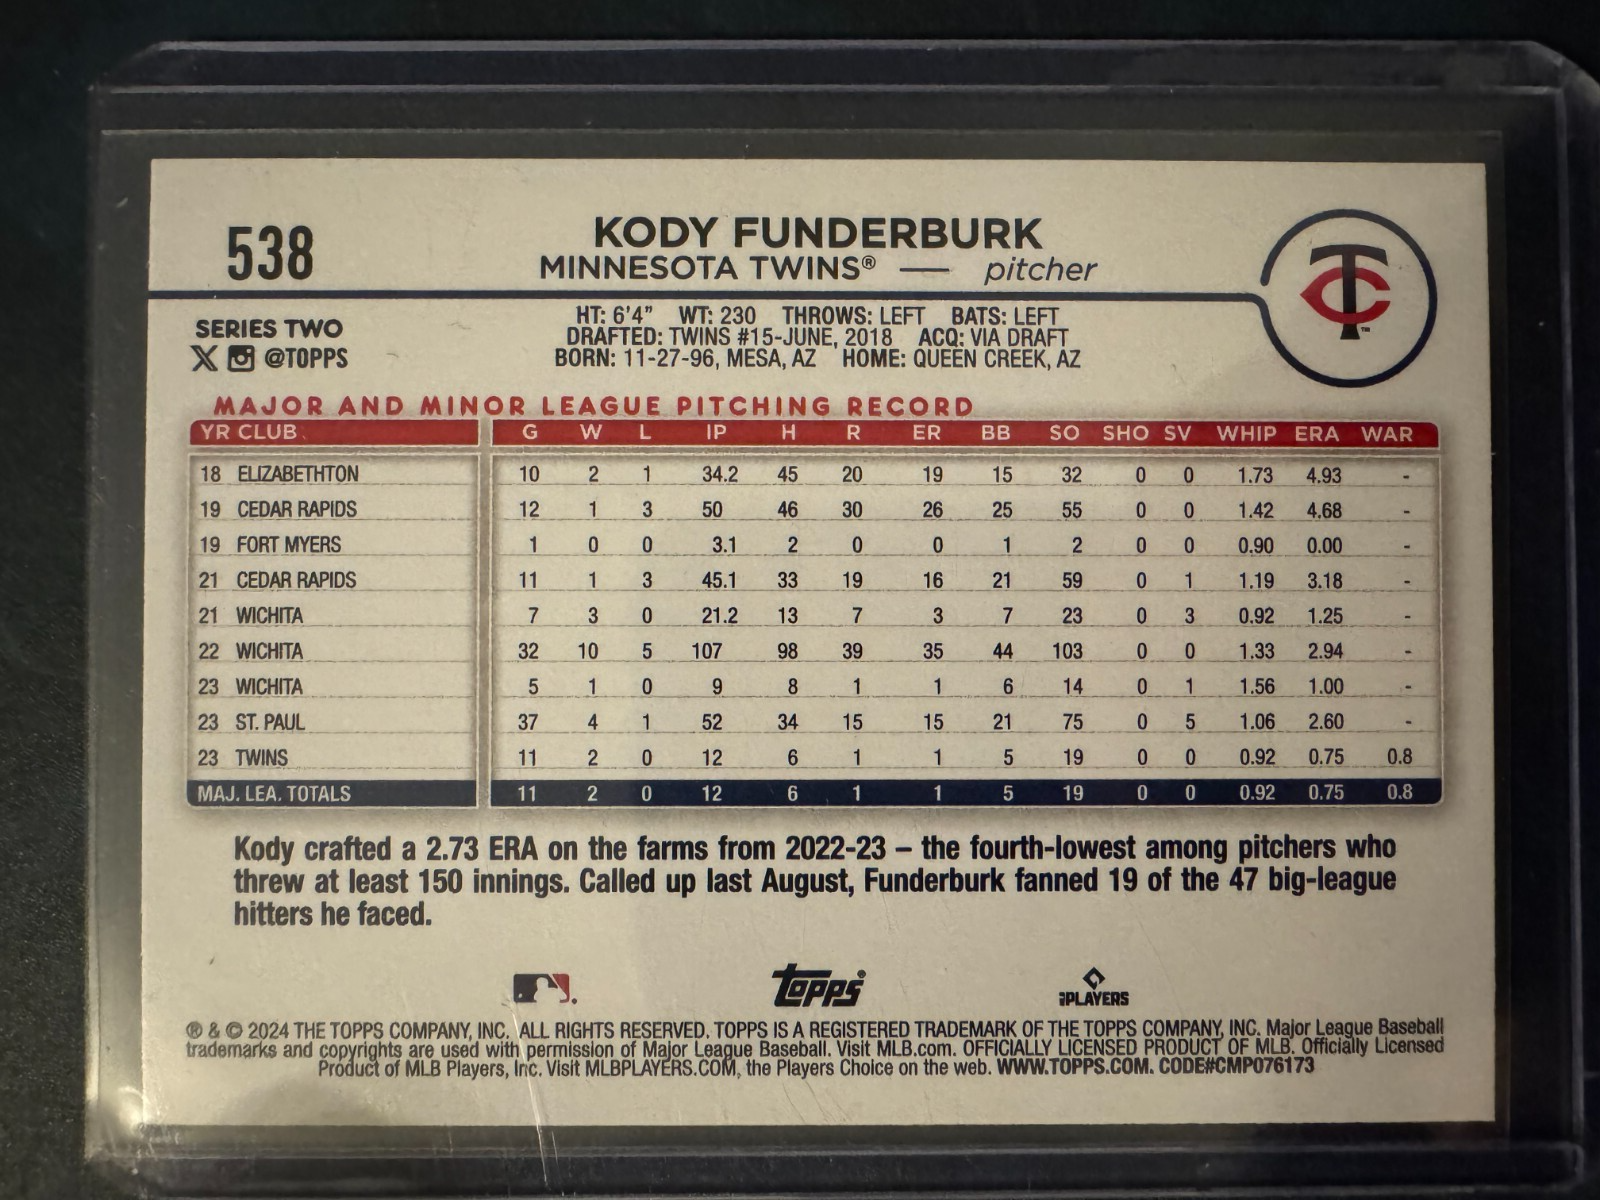 538
KODY FUNDERBURK
MINNESOTA TWINS® — pitcher
TC™
SERIES TWO
X @TOPPS
HT: 6'4" WT: 230 THROWS: LEFT BATS: LEFT
DRAFTED: TWINS #15-JUNE, 2018 ACQ: VIA DRAFT
BORN: 11-27-96, MESA, AZ HOME: QUEEN CREEK, AZ
MAJOR AND MINOR LEAGUE PITCHING RECORD
YR CLUB G W L IP H R ER BB SO SHO SV WHIP ERA WAR
18 ELIZABETHTON 10 2 1 34.2 45 20 19 15 32 0 0 1.73 4.93 -
19 CEDAR RAPIDS 12 1 3 50 46 30 26 25 55 0 0 1.42 4.68 -
19 FORT MYERS 1 0 0 3.1 2 0 0 1 2 0 0 0.90 0.00 -
21 CEDAR RAPIDS 11 1 3 45.1 33 19 16 21 59 0 1 1.19 3.18 -
21 WICHITA 7 3 0 21.2 13 7 3 7 23 0 3 0.92 1.25 -
22 WICHITA 32 10 5 107 98 39 35 44 103 0 0 1.33 2.94 -
23 WICHITA 5 1 0 9 8 1 1 6 14 0 1 1.56 1.00 -
23 ST. PAUL 37 4 1 52 34 15 15 21 75 0 5 1.06 2.60 -
23 TWINS 11 2 0 12 6 1 1 5 19 0 0 0.92 0.75 0.8
MAJ. LEA. TOTALS 11 2 0 12 6 1 1 5 19 0 0 0.92 0.75 0.8
Kody crafted a 2.73 ERA on the farms from 2022-23 – the fourth-lowest among pitchers who
threw at least 150 innings. Called up last August, Funderburk fanned 19 of the 47 big-league
hitters he faced.
Topps®
PLAYERS
® & © 2024 THE TOPPS COMPANY, INC. ALL RIGHTS RESERVED. TOPPS IS A REGISTERED TRADEMARK OF THE TOPPS COMPANY, INC. Major League Baseball
trademarks and copyrights are used with permission of Major League Baseball. Visit MLB.com. OFFICIALLY LICENSED PRODUCT OF MLB. Officially Licensed
Product of MLB Players, Inc. Visit MLBPLAYERS.COM, the Players Choice on the web. WWW.TOPPS.COM. CODE#CMP076173